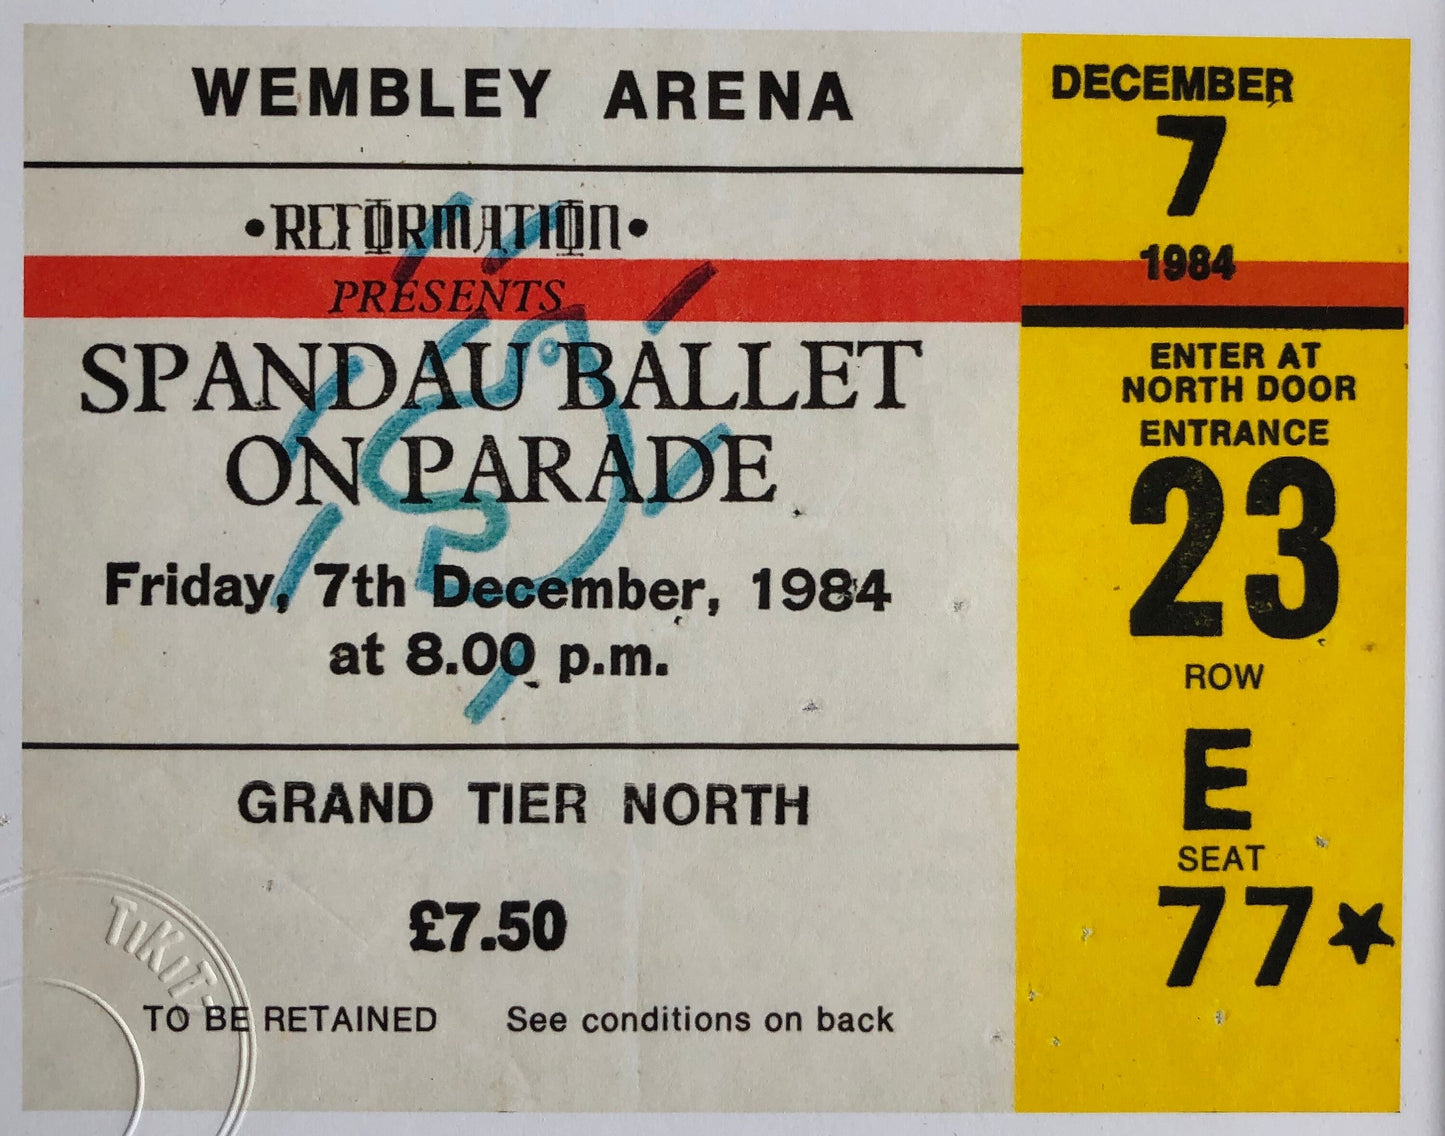 WEMBLEY ARENA
•REFORMATION•
PRESENTS
SPANDAU BALLET
ON PARADE
Friday, 7th December, 1984
at 8.00 p.m.
GRAND TIER NORTH
£7.50
TO BE RETAINED See conditions on back
TiKiT-
DECEMBER
7
1984
ENTER AT
NORTH DOOR
ENTRANCE
23
ROW
E
SEAT
77★